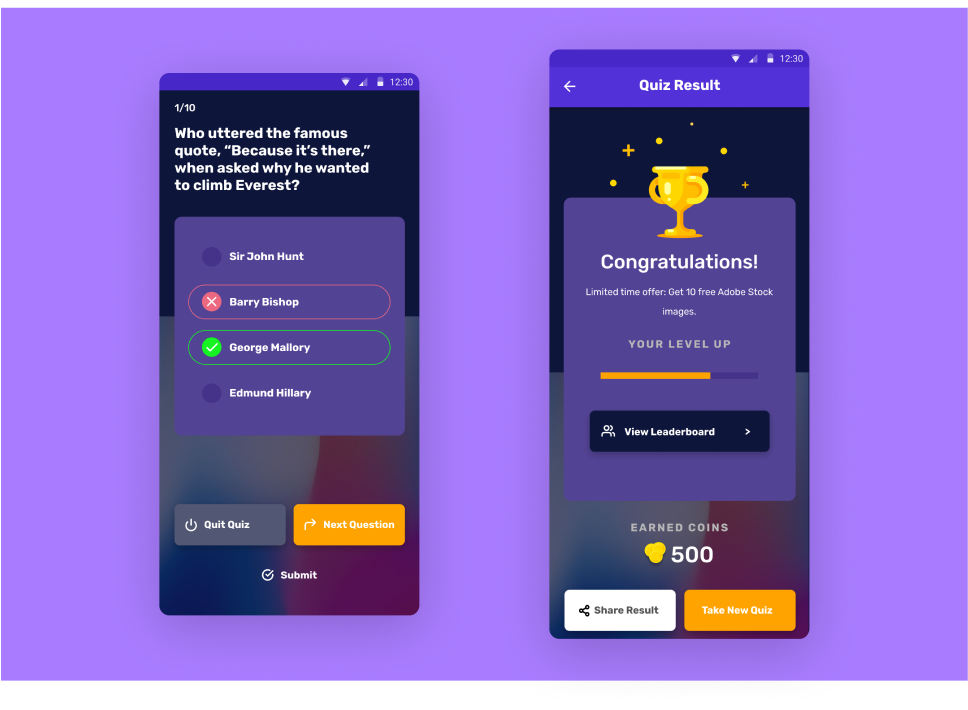 12:30
1/10
Who uttered the famous
quote, “Because it’s there,”
when asked why he wanted
to climb Everest?
Sir John Hunt
Barry Bishop
George Mallory
Edmund Hillary
Quit Quiz
Next Question
Submit
12:30
Quiz Result
Congratulations!
Limited time offer: Get 10 free Adobe Stock
images.
YOUR LEVEL UP
View Leaderboard >
EARNED COINS
500
Share Result
Take New Quiz